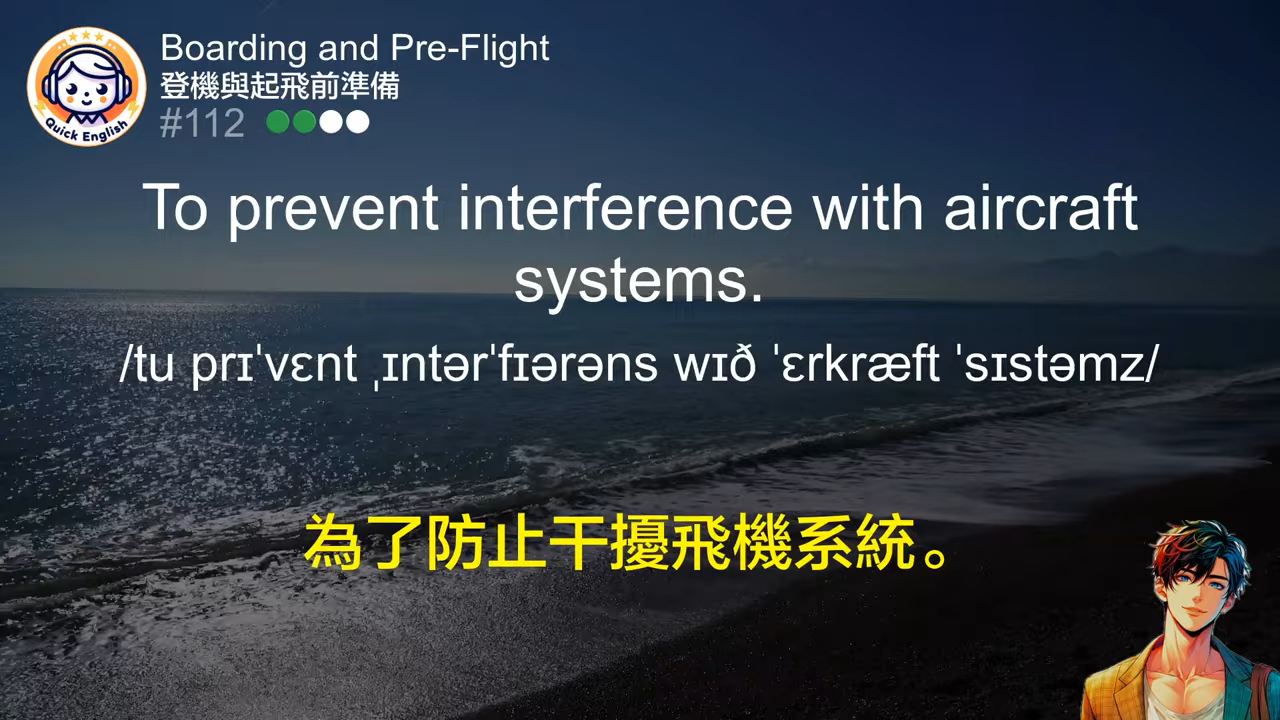 Boarding and Pre-Flight
登機與起飛前準備
#112
Quick English
To prevent interference with aircraft
systems.
/tu prɪˈvɛnt ˌɪntərˈfɪərəns wɪð ˈɛrkræft ˈsɪstəmz/
為了防止干擾飛機系統。